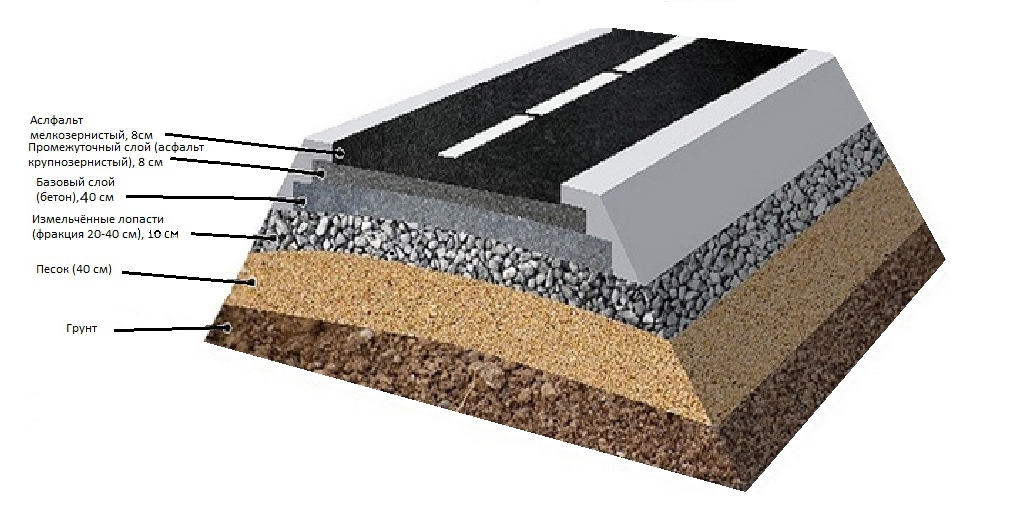 Аслфальт
мелкозернистый, 8см
Промежуточный слой (асфальт
крупнозернистый), 8 см
Базовый слой
(бетон),40 см
Измельчённые лопасти
(фракция 20-40 см), 10 см
Песок (40 см)
Грунт